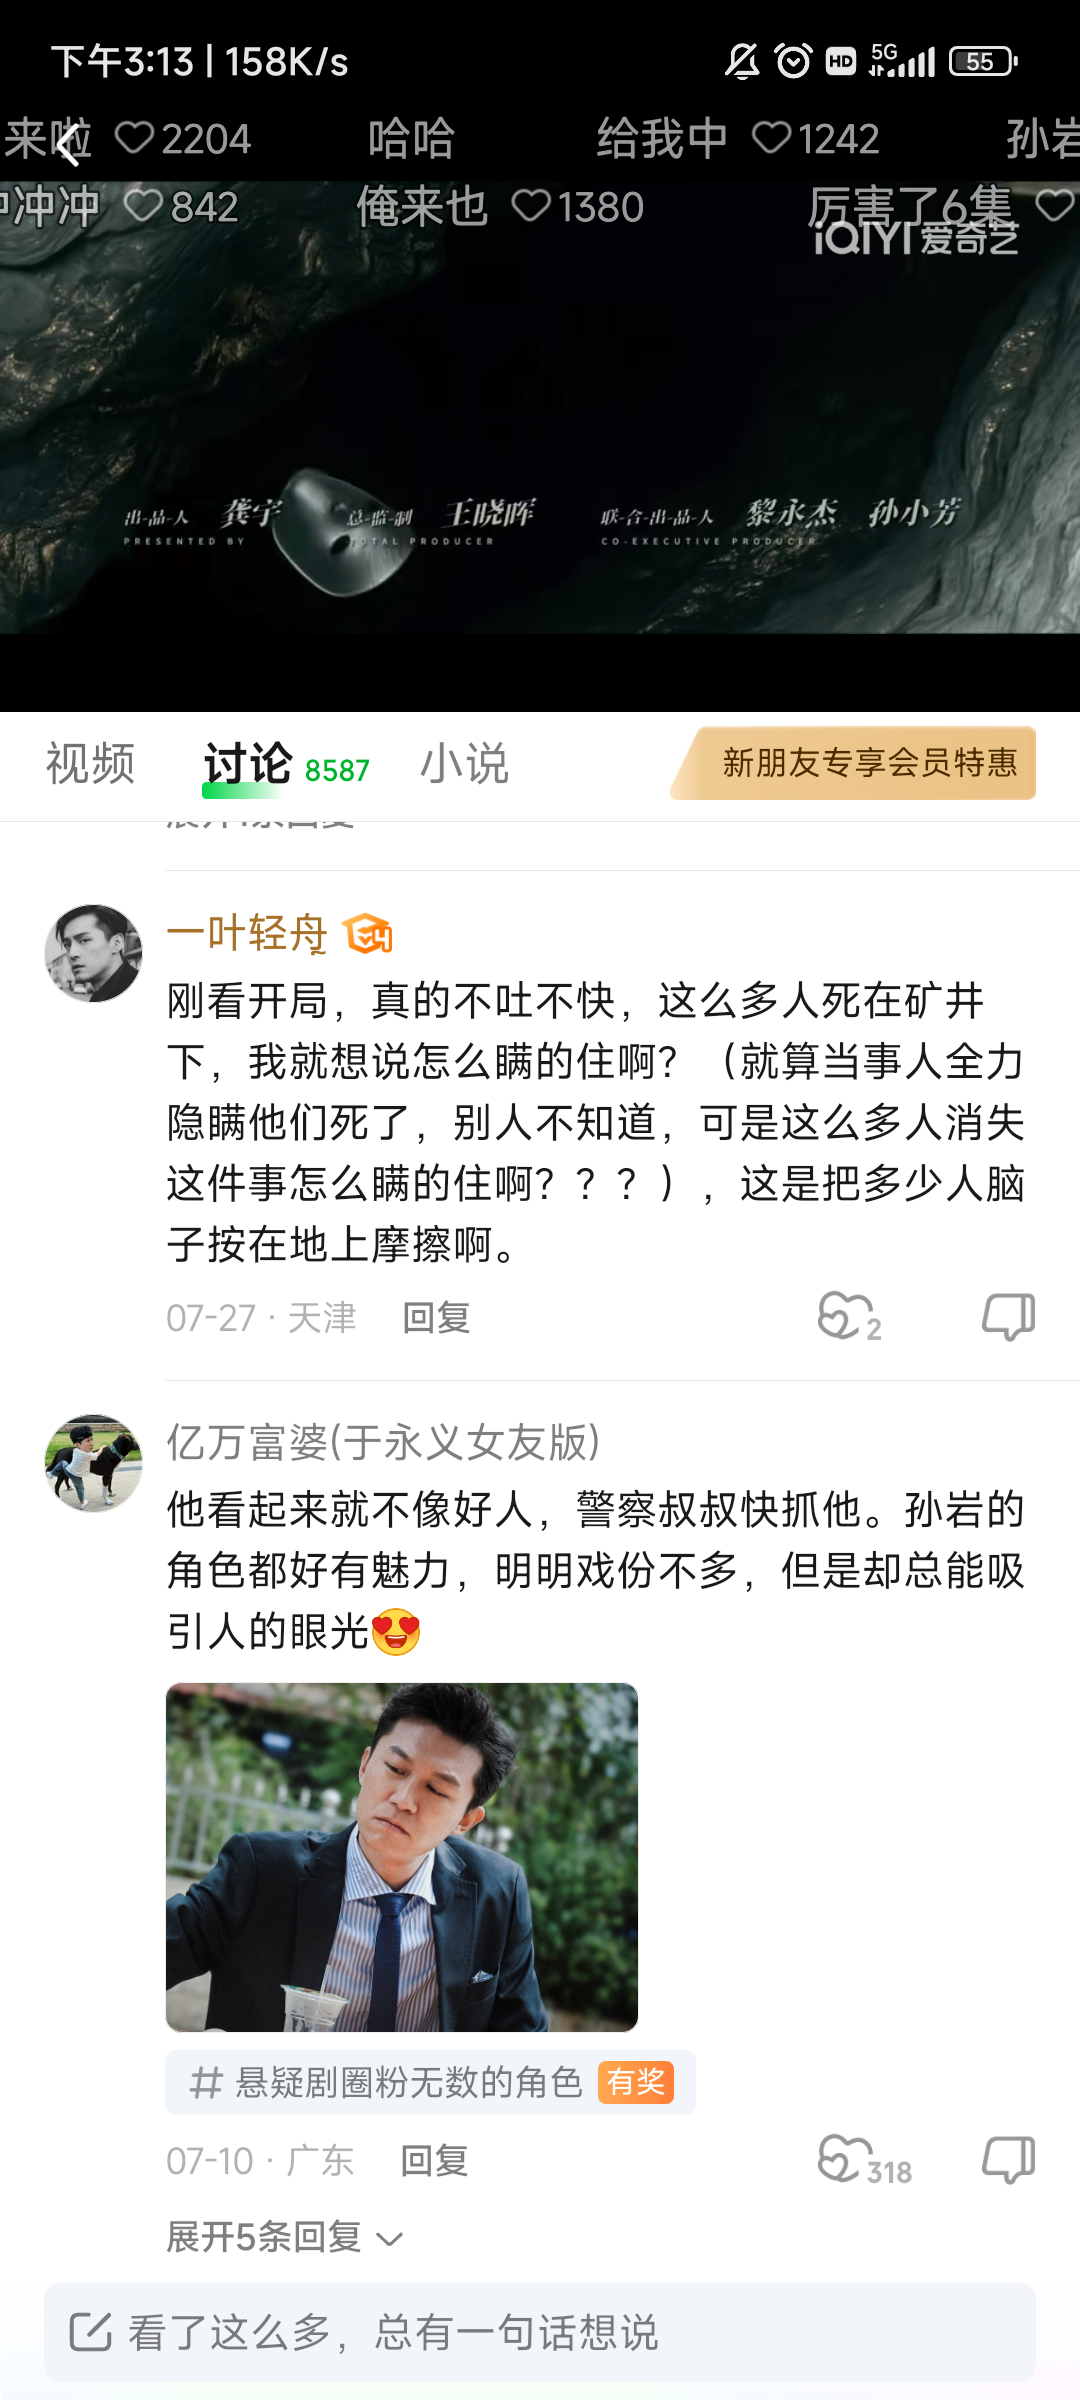 下午3:13 | 158K/s
HD 5G 55
来啦 2204 哈哈 给我中 1242 孙岩
冲冲 842 俺来也 1380 厉害了6集
iQIYI 爱奇艺
出-品-人 龚宇 总-监-制 王晓晖 联-合-出-品-人 黎永杰 孙小芳
PRESENTED BY TOTAL PRODUCER CO-EXECUTIVE PRODUCER
视频 讨论 8587 小说 新朋友专享会员特惠
一叶轻舟
刚看开局，真的不吐不快，这么多人死在矿井
下，我就想说怎么瞒的住啊？（就算当事人全力
隐瞒他们死了，别人不知道，可是这么多人消失
这件事怎么瞒的住啊？？？），这是把多少人脑
子按在地上摩擦啊。
07-27 · 天津 回复 2
亿万富婆(于永义女友版)
他看起来就不像好人，警察叔叔快抓他。孙岩的
角色都好有魅力，明明戏份不多，但是却总能吸
引人的眼光😍
# 悬疑剧圈粉无数的角色 有奖
07-10 · 广东 回复 318
展开5条回复
看了这么多，总有一句话想说